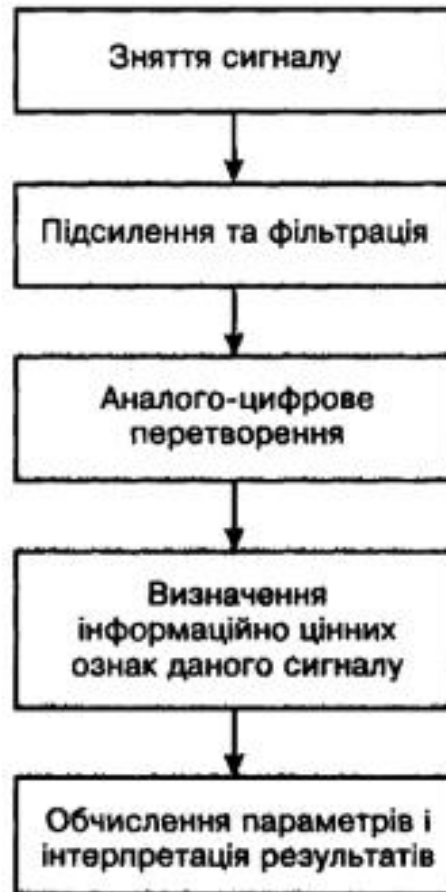 Зняття сигналу
Підсилення та фільтрація
Аналого-цифрове
перетворення
Визначення
інформаційно цінних
ознак даного сигналу
Обчислення параметрів і
інтерпретація результатів